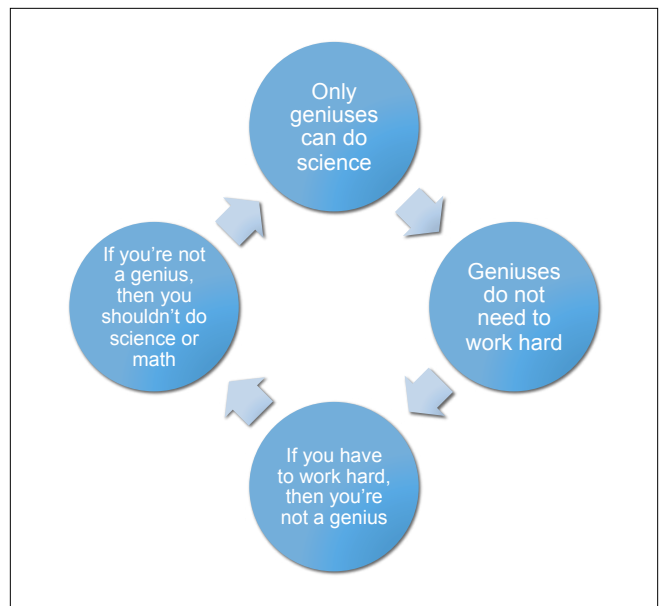 Only
geniuses
can do
science
Geniuses
do not
need to
work hard
If you have
to work hard,
then you’re
not a genius
If you’re not
a genius,
then you
shouldn’t do
science or
math